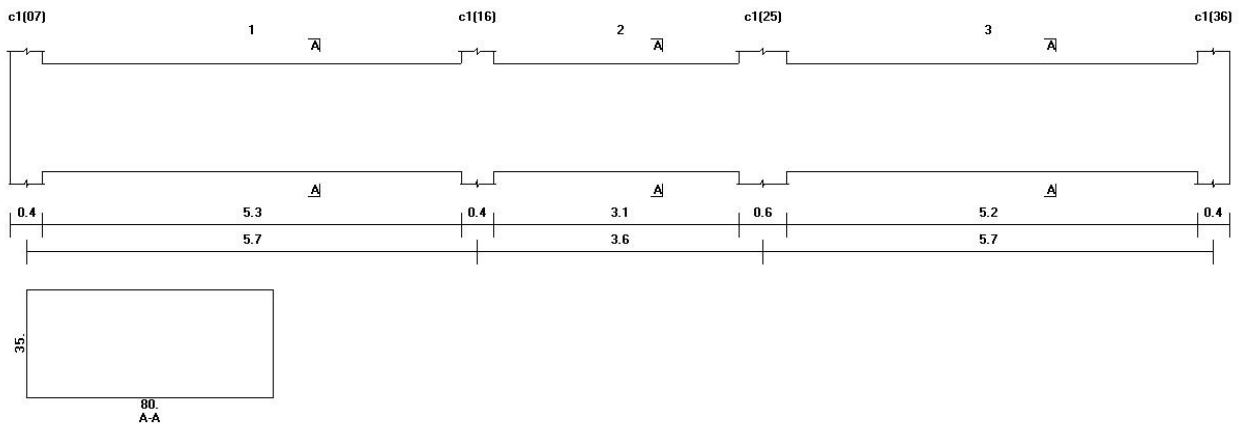 c1(07) c1(16) c1(25) c1(36)
1 2 3
A A A
A A A
0.4 5.3 0.4 3.1 0.6 5.2 0.4
5.7 3.6 5.7
35.
80.
A-A